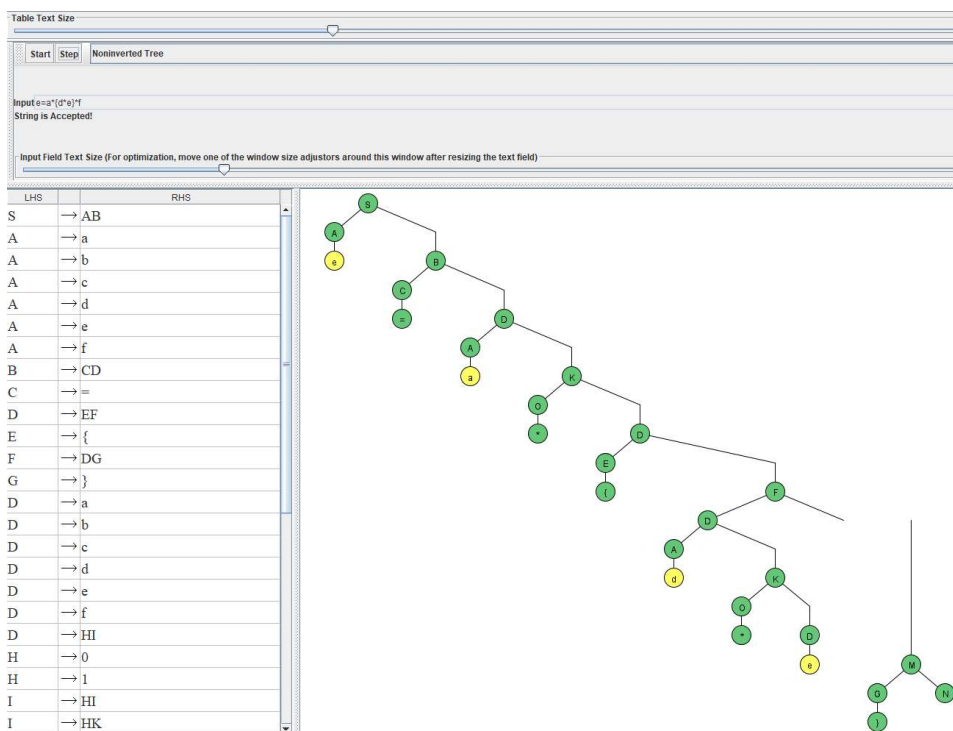 Table Text Size
Start Step Noninverted Tree
Input e=a*{d*e}*f
String is Accepted!
Input Field Text Size (For optimization, move one of the window size adjustors around this window after resizing the text field)
LHS RHS
S → AB
A → a
A → b
A → c
A → d
A → e
A → f
B → CD
C → =
D → EF
E → {
F → DG
G → }
D → a
D → b
D → c
D → d
D → e
D → f
D → HI
H → 0
H → 1
I → HI
I → HK
S
A
e
B
C
=
D
A
a
K
O
*
D
E
{
F
D
A
d
K
O
*
D
e
M
G
N
}